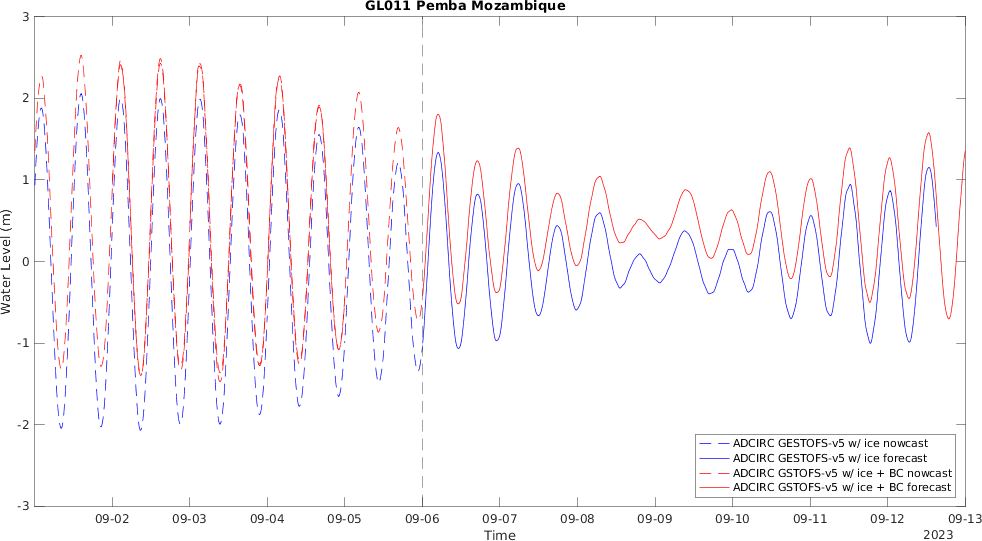 GL011 Pemba Mozambique
Water Level (m)
3
2
1
0
-1
-2
-3
ADCIRC GESTOFS-v5 w/ ice nowcast
ADCIRC GESTOFS-v5 w/ ice forecast
ADCIRC GSTOFS-v5 w/ ice + BC nowcast
ADCIRC GSTOFS-v5 w/ ice + BC forecast
09-02 09-03 09-04 09-05 09-06 09-07 09-08 09-09 09-10 09-11 09-12 09-13
Time
2023